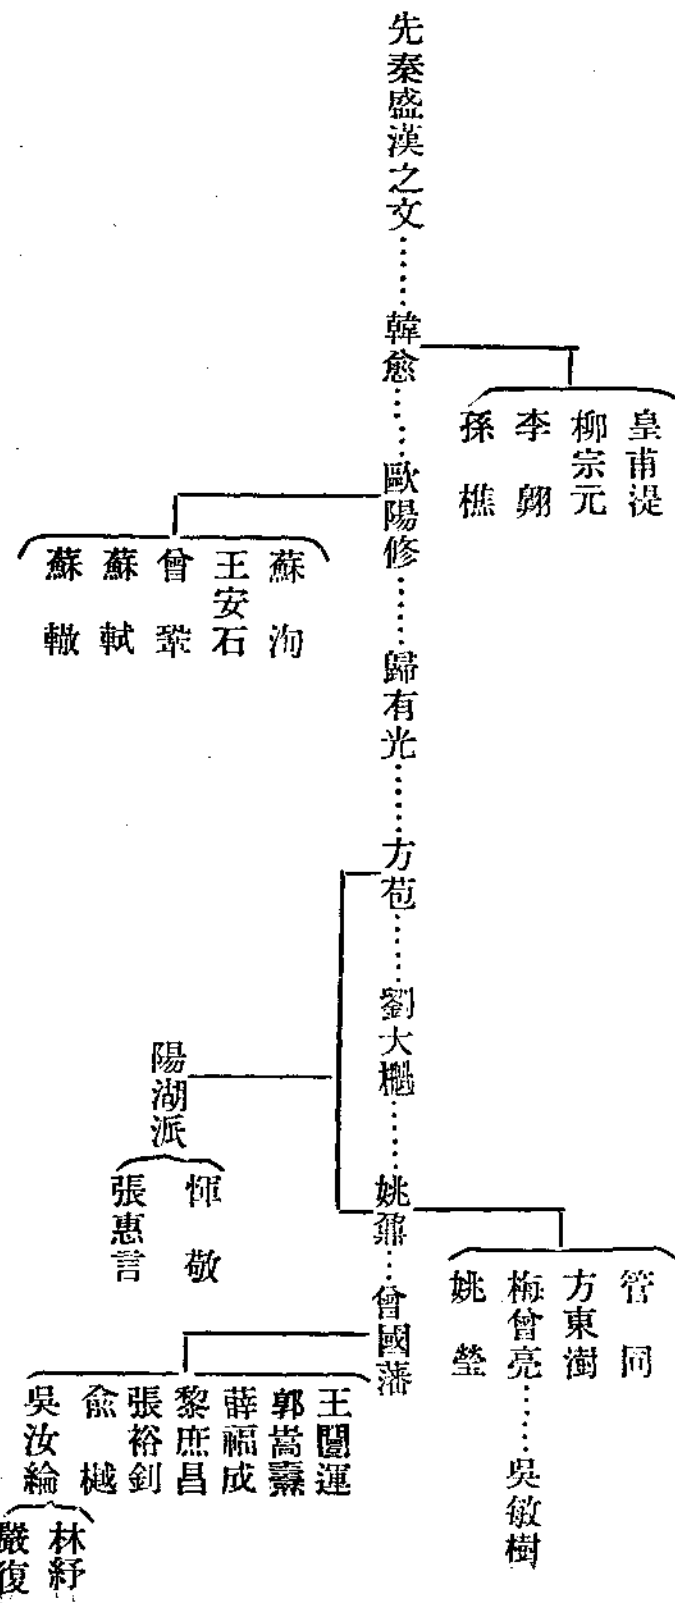 先秦盛漢之文
韓愈
皇甫湜
柳宗元
李翺
孫樵
歐陽修
蘇洵
王安石
曾鞏
蘇軾
蘇轍
歸有光
方苞
劉大櫆
陽湖派
惲敬
張惠言
姚鼐
管同
方東澍
梅曾亮
吳敏樹
姚瑩
曾國藩
王闓運
郭嵩燾
薛福成
黎庶昌
張裕釗
俞樾
吳汝綸
林紓
嚴復